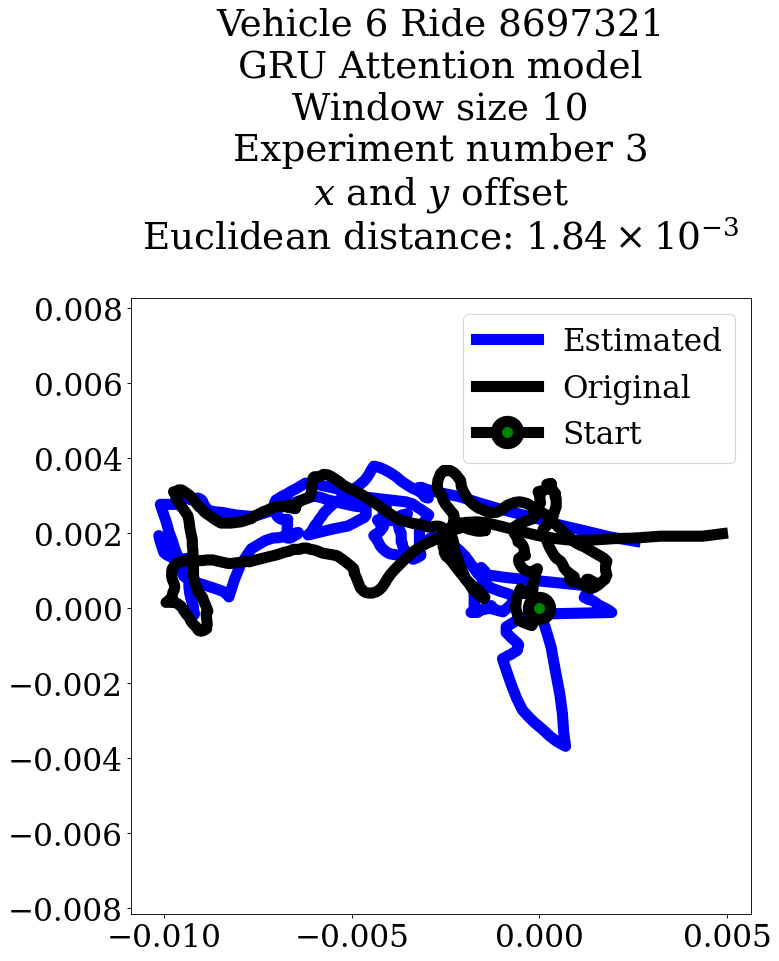 Vehicle 6 Ride 8697321
GRU Attention model
Window size 10
Experiment number 3
x and y offset
Euclidean distance: 1.84 × 10⁻³
Estimated
Original
Start
0.008
0.006
0.004
0.002
0.000
−0.002
−0.004
−0.006
−0.008
−0.010
−0.005
0.000
0.005